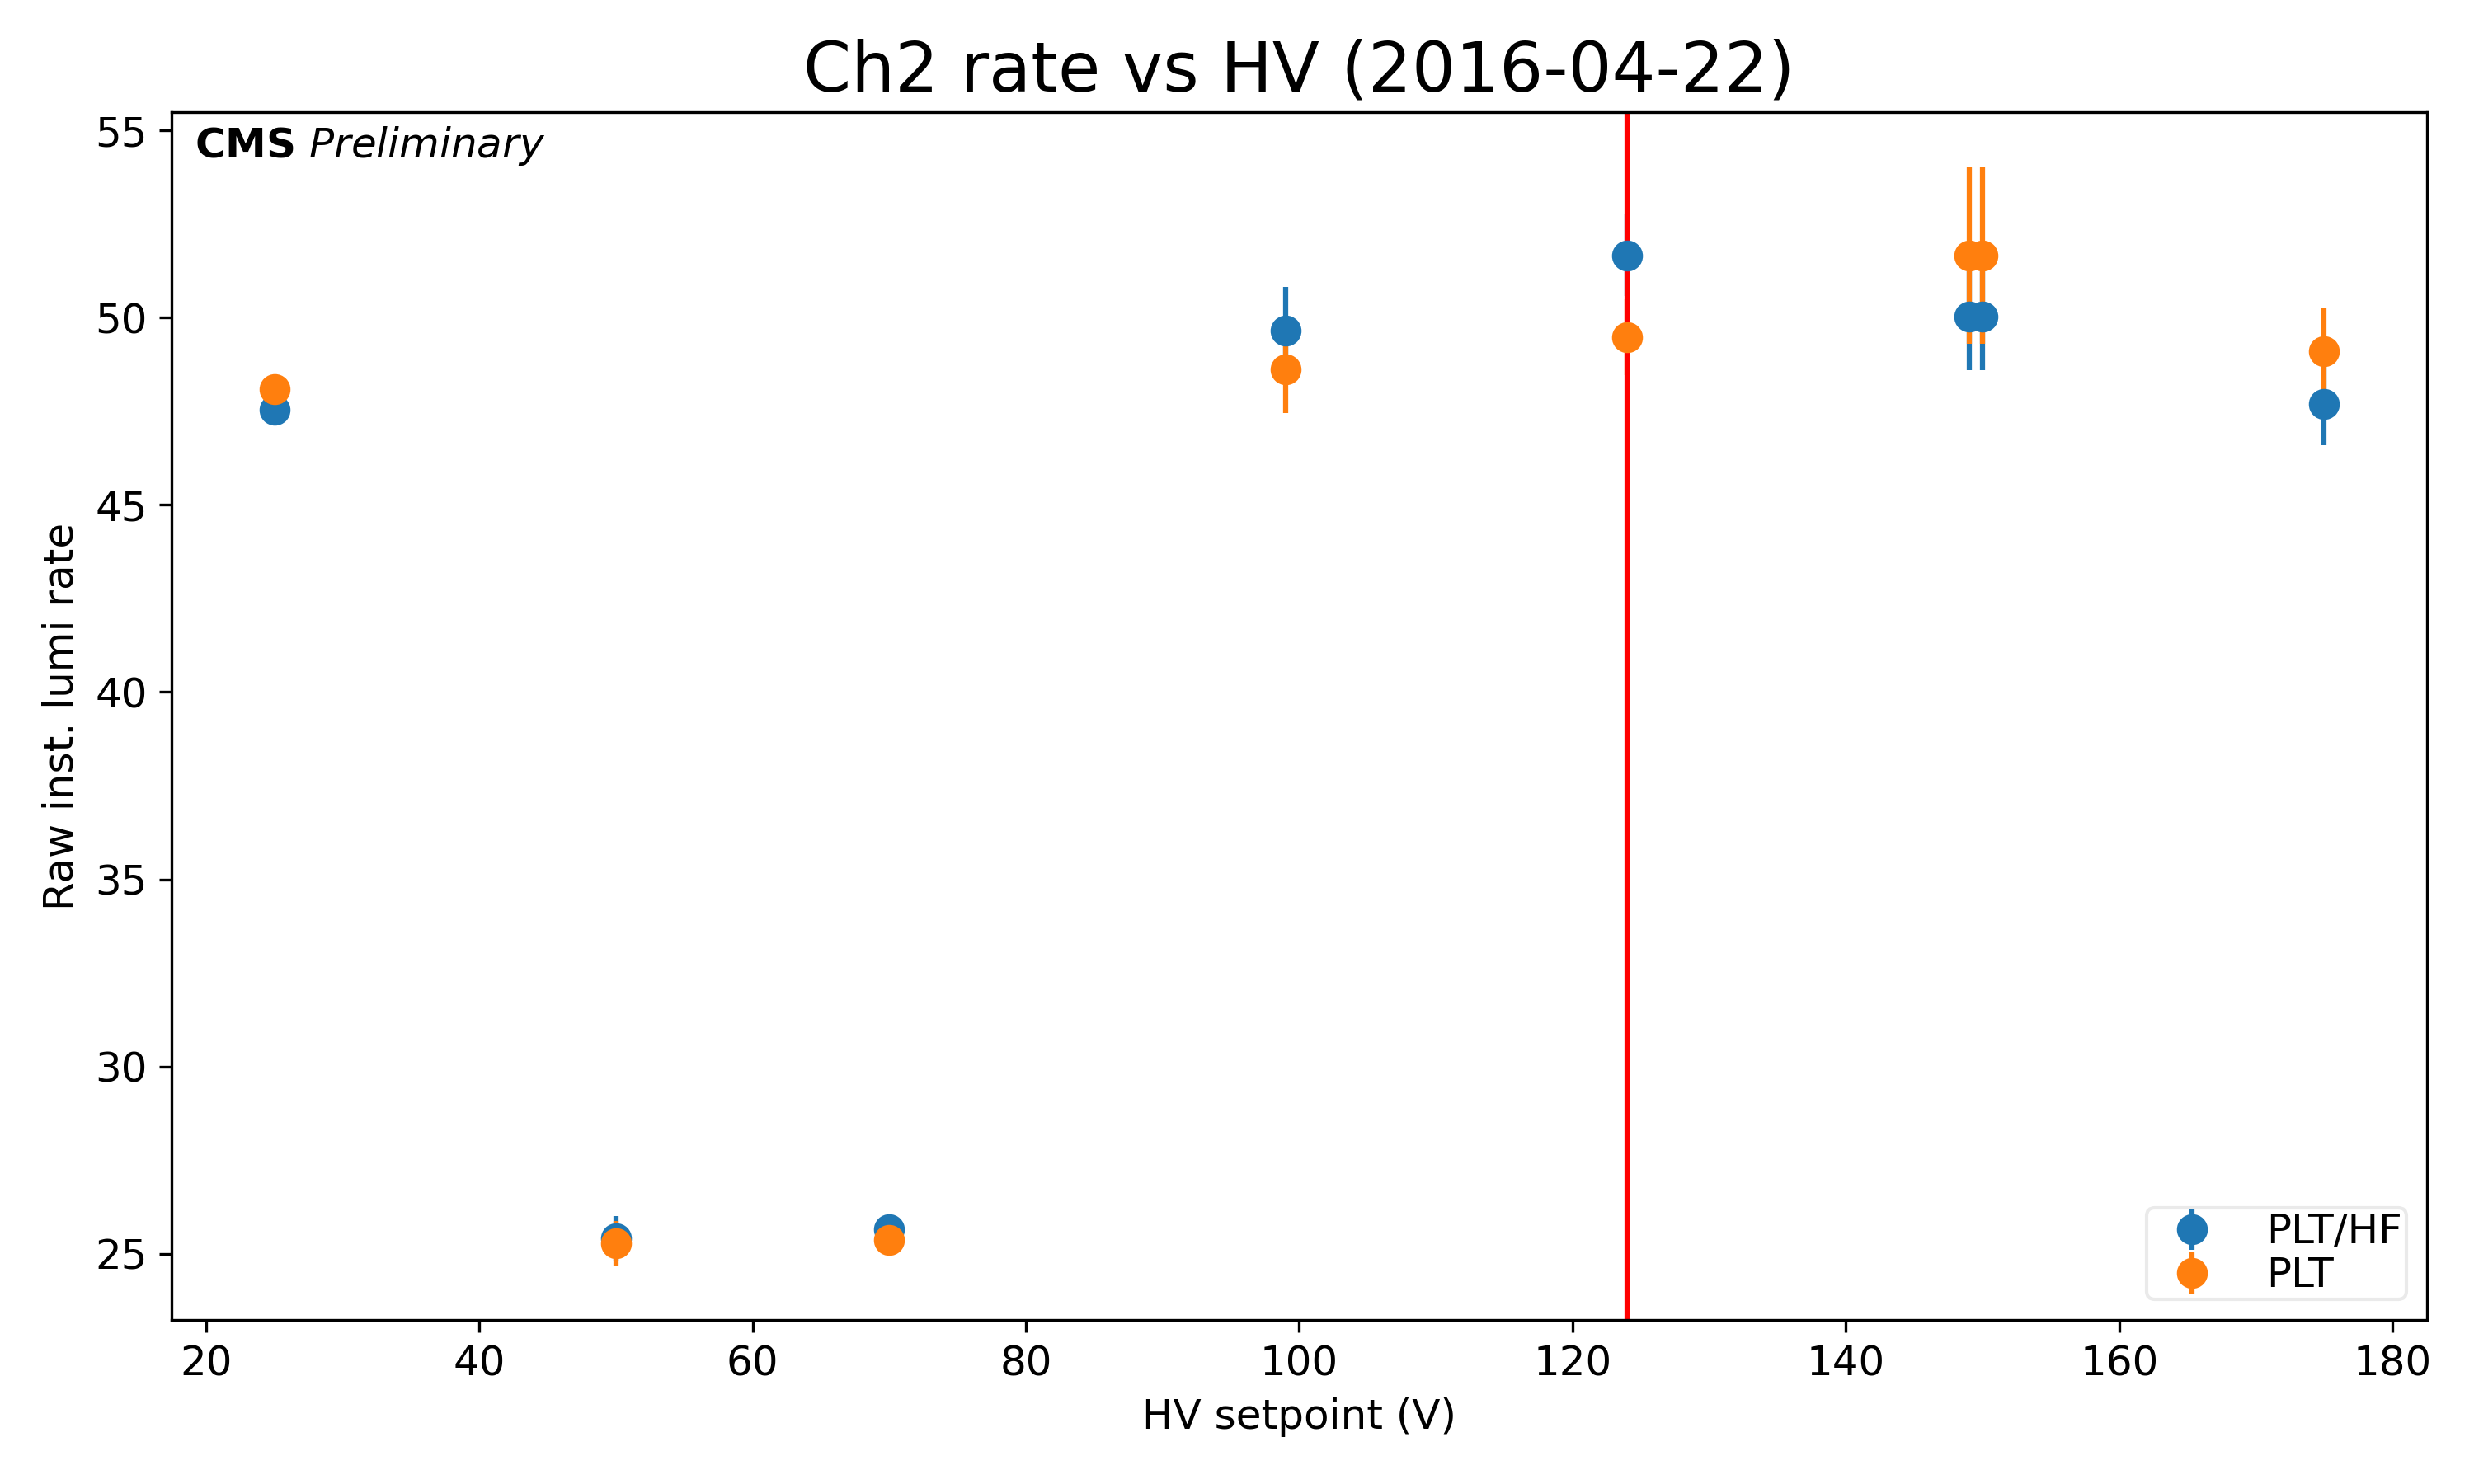 Ch2 rate vs HV (2016-04-22)
CMS Preliminary
55
50
45
40
35
30
25
Raw inst. lumi rate
PLT/HF
PLT
20 40 60 80 100 120 140 160 180
HV setpoint (V)